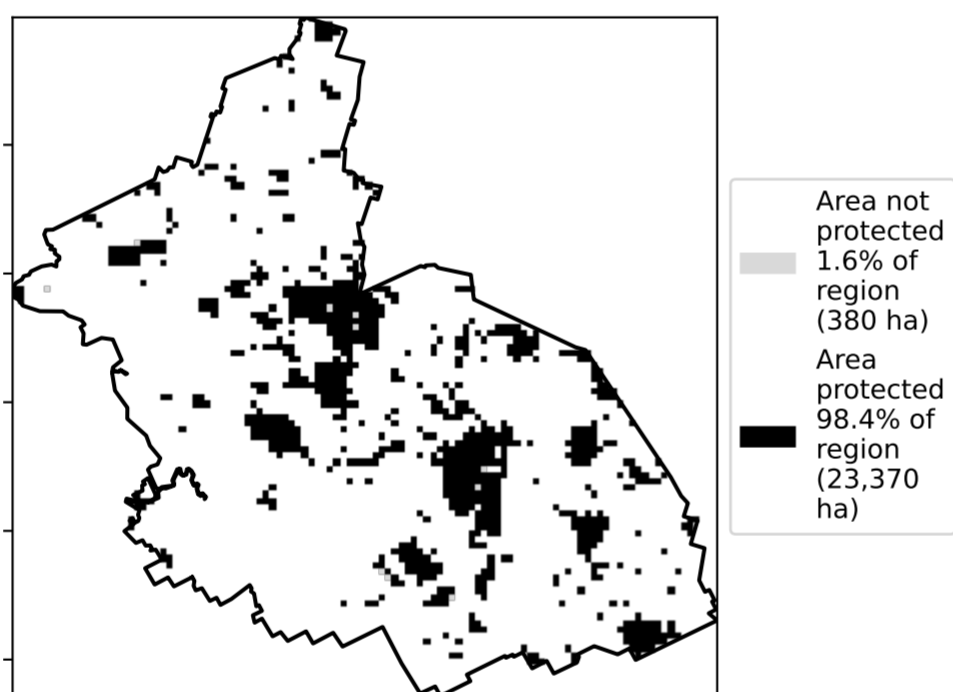 Area not
protected
1.6% of
region
(380 ha)
Area
protected
98.4% of
region
(23,370
ha)